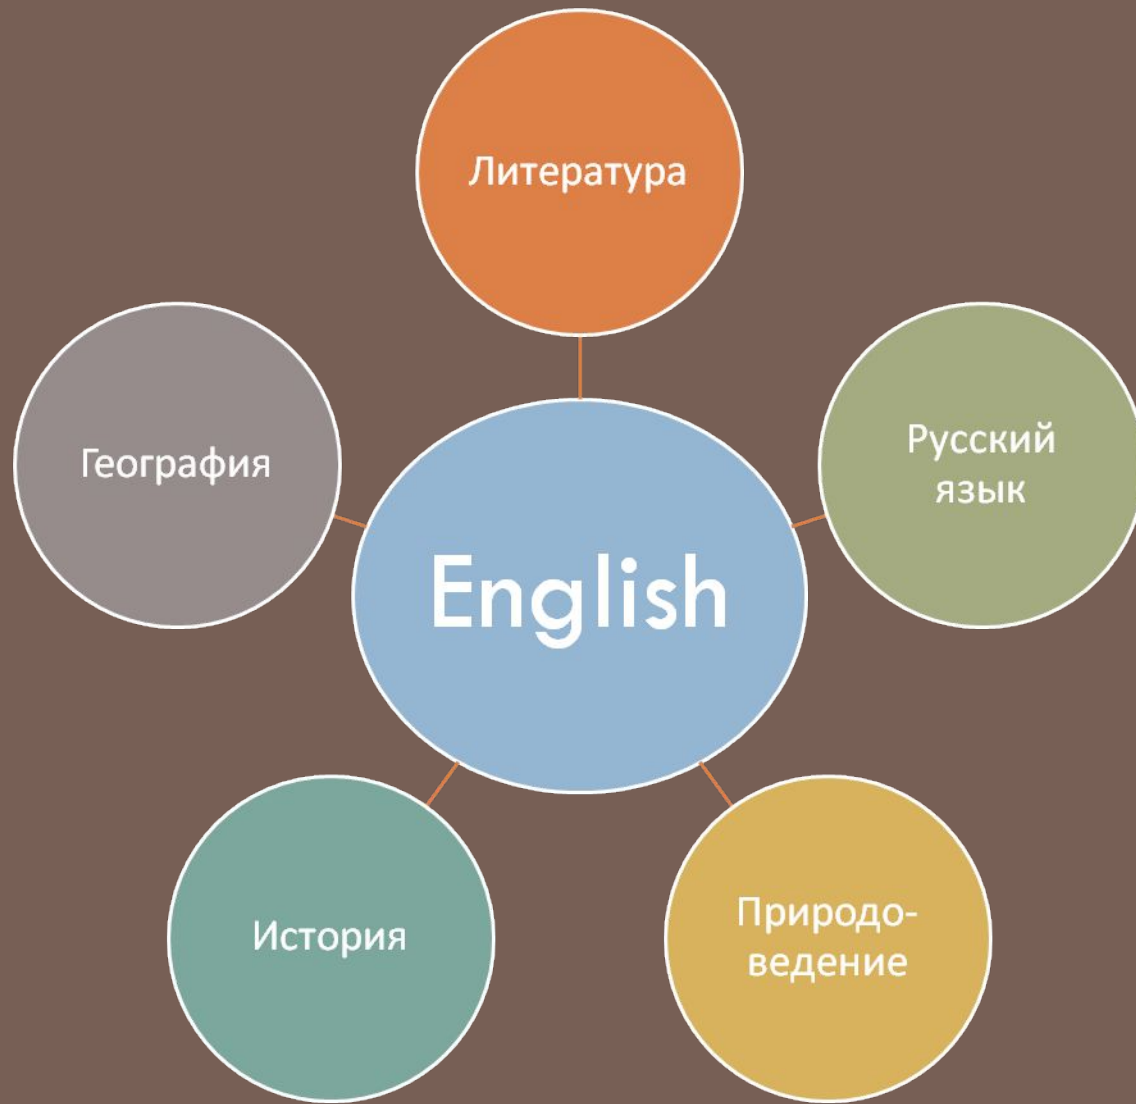 Литература
География
Русский
язык
English
История
Природо-
ведение